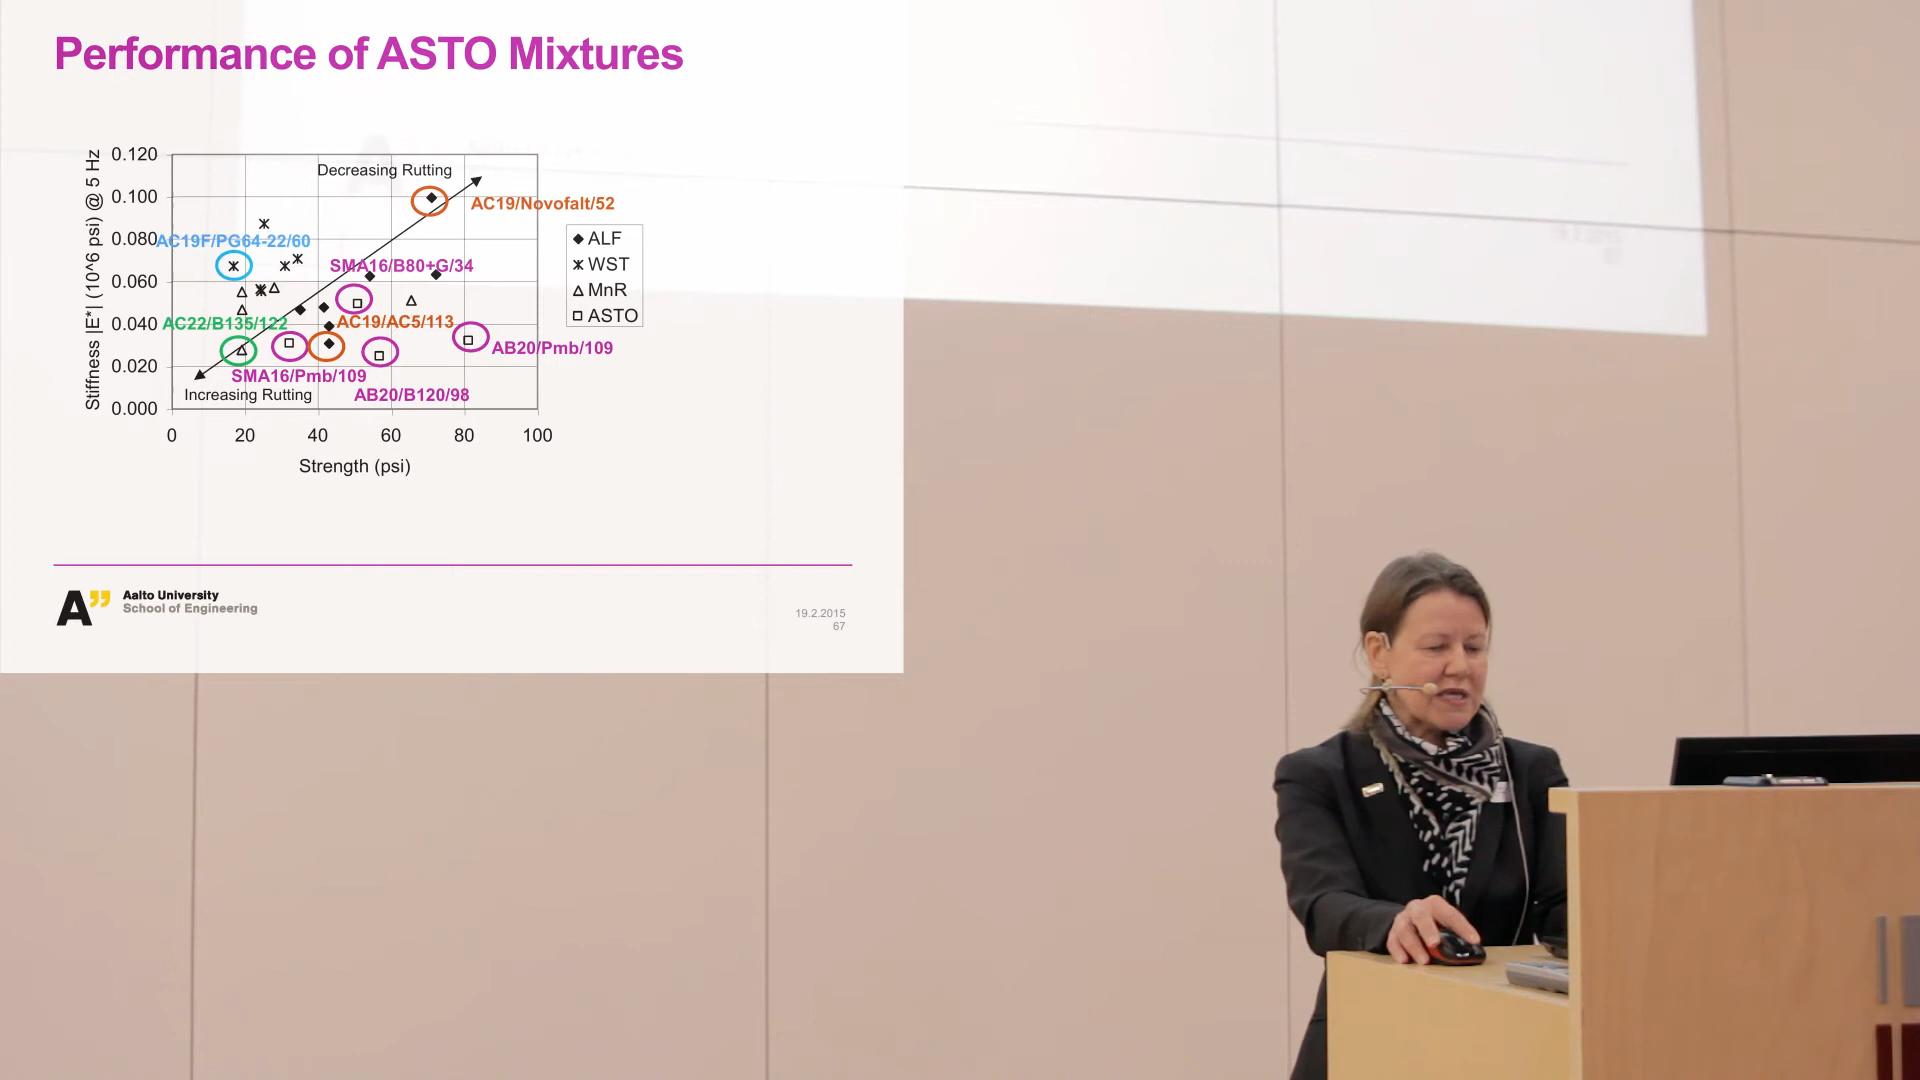 Performance of ASTO Mixtures
Stiffness |E*| (10^6 psi) @ 5 Hz
0.120
0.100
0.080
0.060
0.040
0.020
0.000
Decreasing Rutting
AC19/Novofalt/52
AC19F/PG64-22/60
SMA16/B80+G/34
AC22/B135/122
AC19/AC5/113
AB20/Pmb/109
SMA16/Pmb/109
Increasing Rutting
AB20/B120/98
ALF
WST
MnR
ASTO
0 20 40 60 80 100
Strength (psi)
Aalto University
School of Engineering
19.2.2015
67